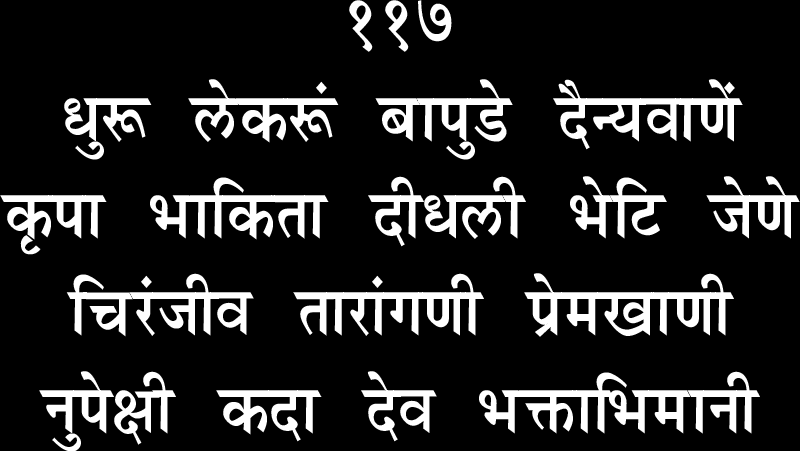 ११७
धुरू लेकरूं बापुडे दैन्यवाणें
कृपा भाकिता दीधली भेटि जेणे
चिरंजीव तारांगणी प्रेमखाणी
नुपेक्षी कदा देव भक्ताभिमानी